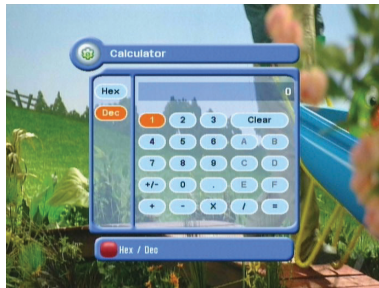 Calculator
Hex
0
Dec
1 2 3 Clear
4 5 6 A B
7 8 9 C D
+/- 0 . E F
+ - X / =
Hex / Dec